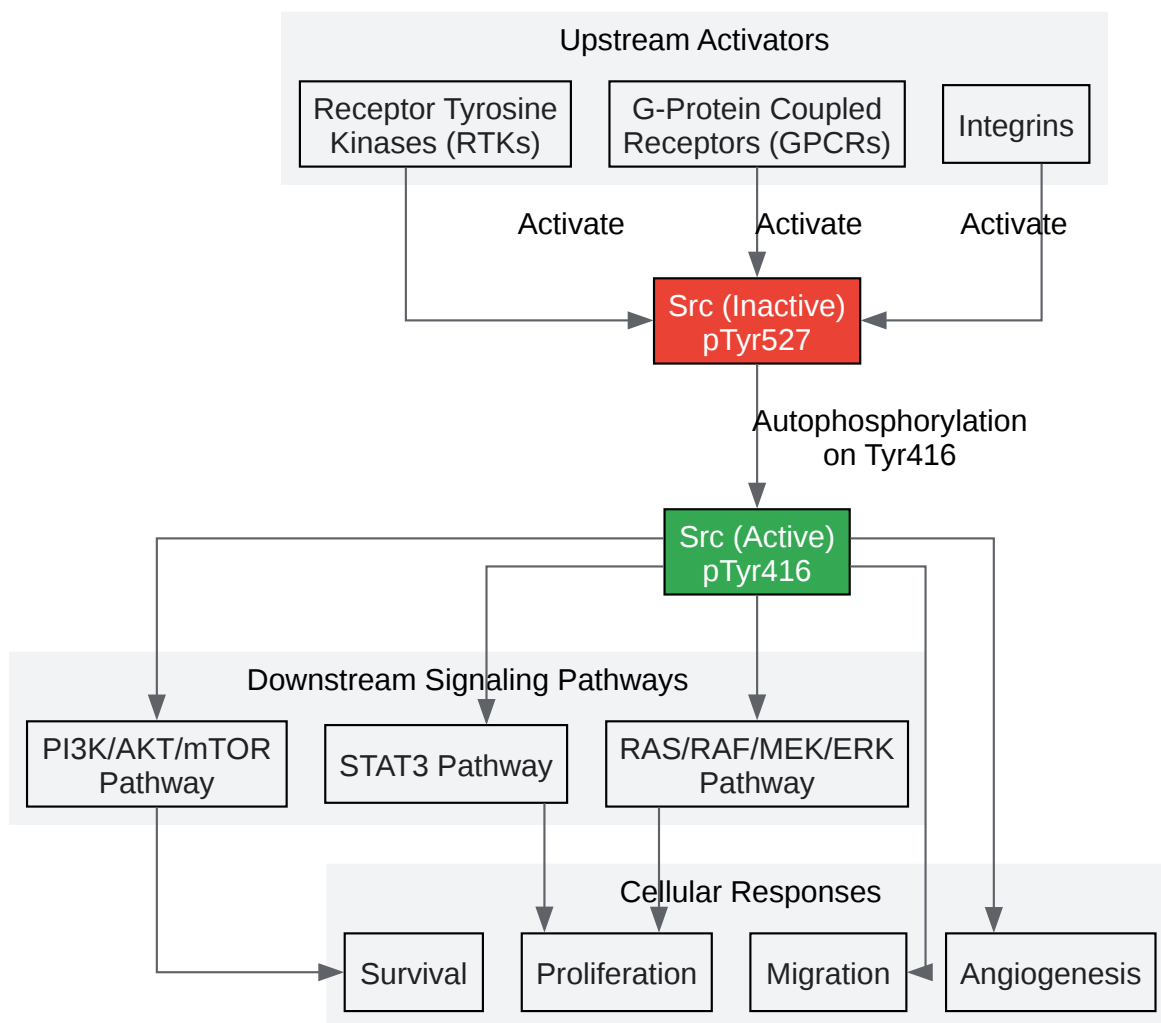 Upstream Activators
Receptor Tyrosine
Kinases (RTKs)
G-Protein Coupled
Receptors (GPCRs)
Integrins
Activate
Activate
Activate
Src (Inactive)
pTyr527
Autophosphorylation
on Tyr416
Src (Active)
pTyr416
Downstream Signaling Pathways
PI3K/AKT/mTOR
Pathway
STAT3 Pathway
RAS/RAF/MEK/ERK
Pathway
Cellular Responses
Survival
Proliferation
Migration
Angiogenesis